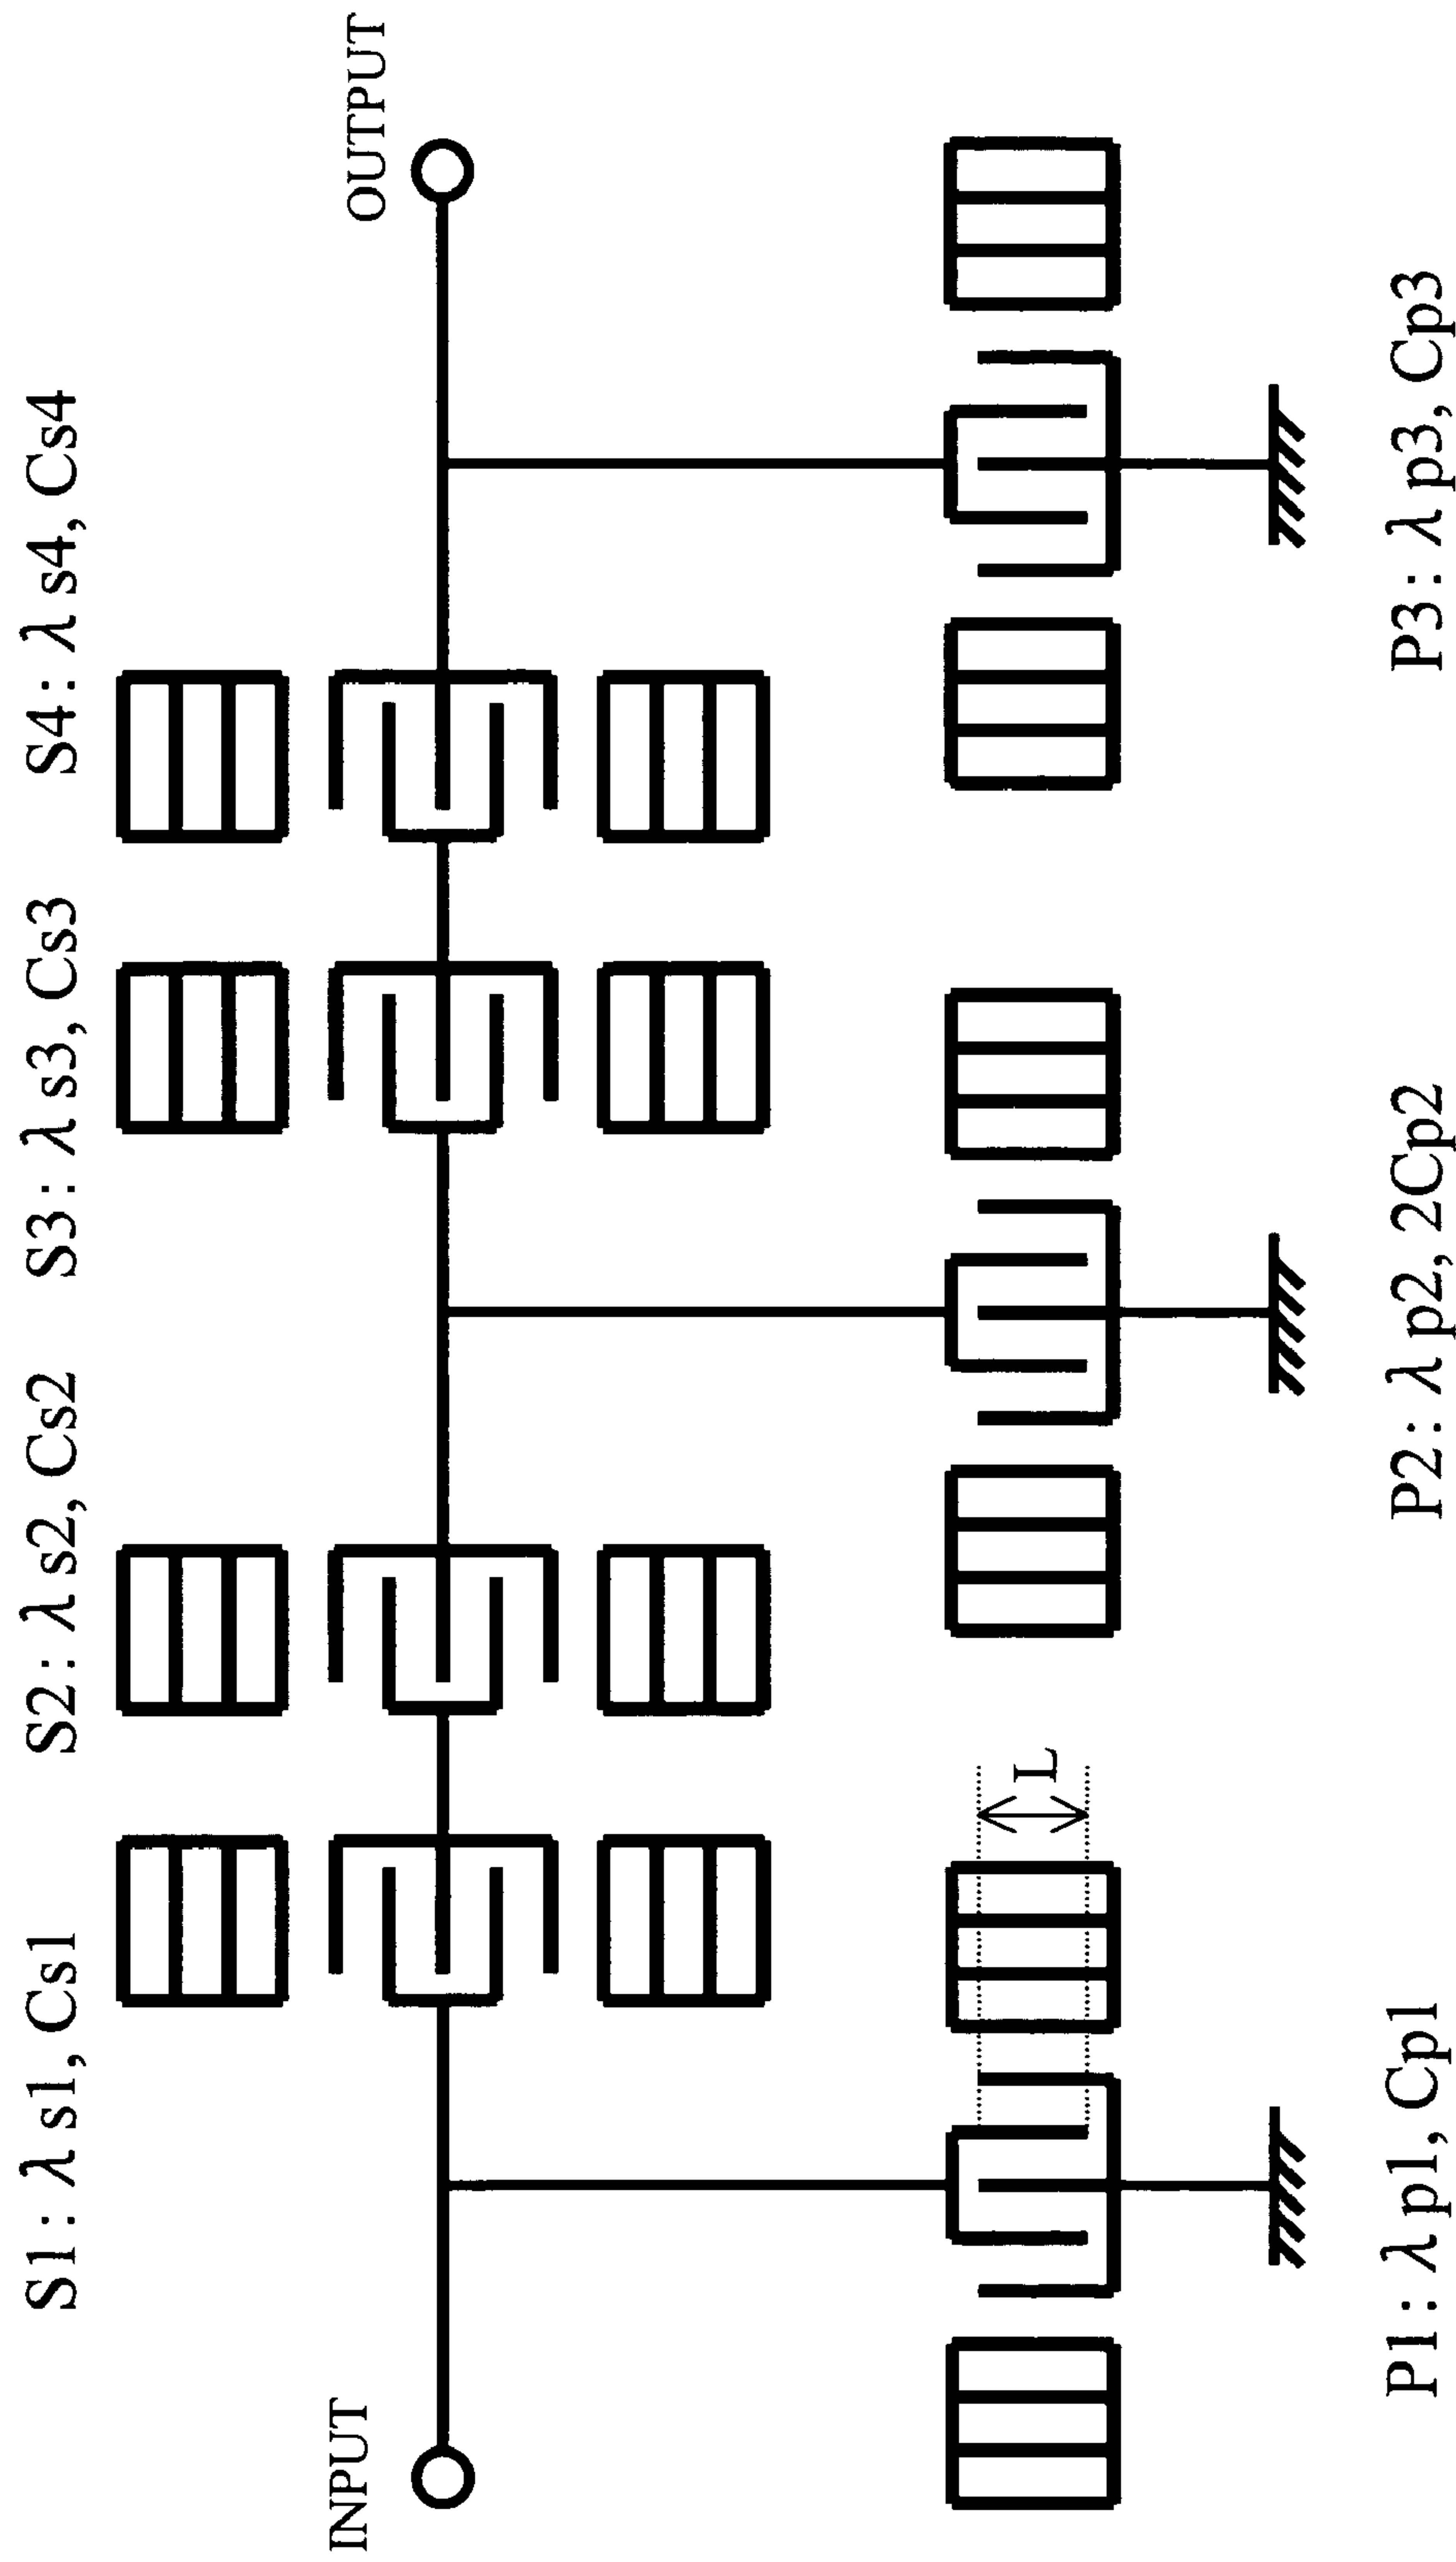 S1 : λ s1, Cs1
S2 : λ s2, Cs2
S3 : λ s3, Cs3
S4 : λ s4, Cs4
INPUT
OUTPUT
L
P1 : λ p1, Cp1
P2 : λ p2, 2Cp2
P3 : λ p3, Cp3